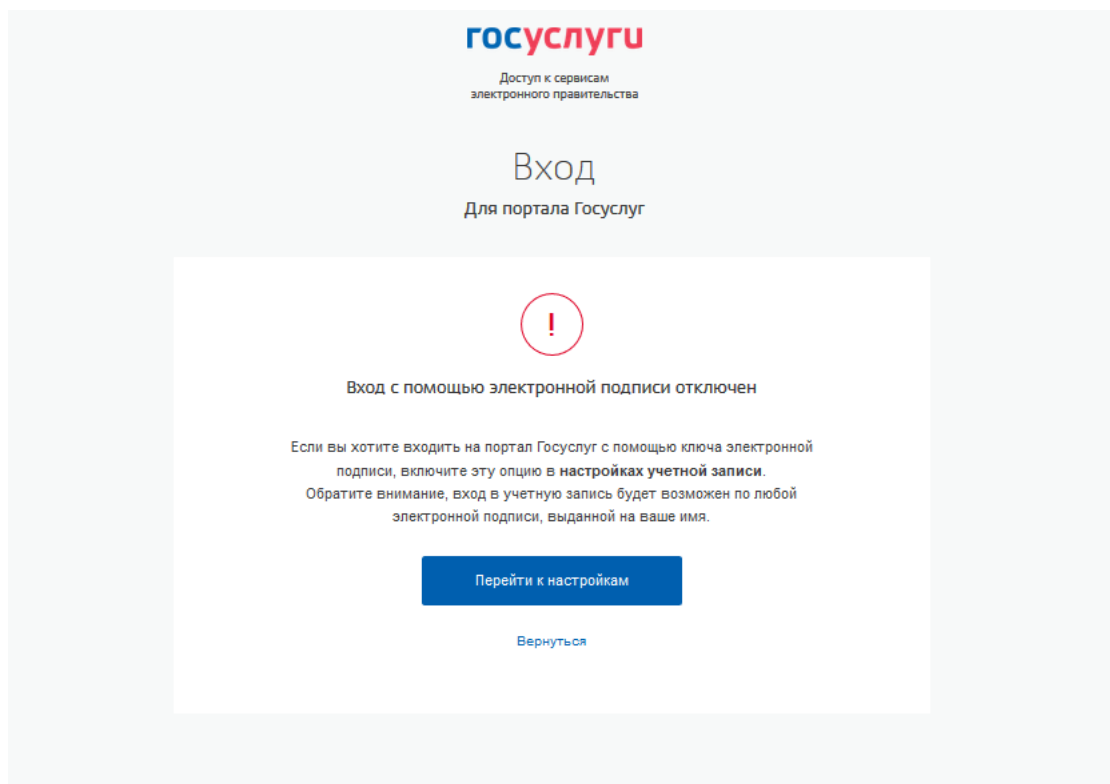 госуслуги
Доступ к сервисам
электронного правительства
Вход
Для портала Госуслуг
!
Вход с помощью электронной подписи отключен
Если вы хотите входить на портал Госуслуг с помощью ключа электронной
подписи, включите эту опцию в настройках учетной записи.
Обратите внимание, вход в учетную запись будет возможен по любой
электронной подписи, выданной на ваше имя.
Перейти к настройкам
Вернуться